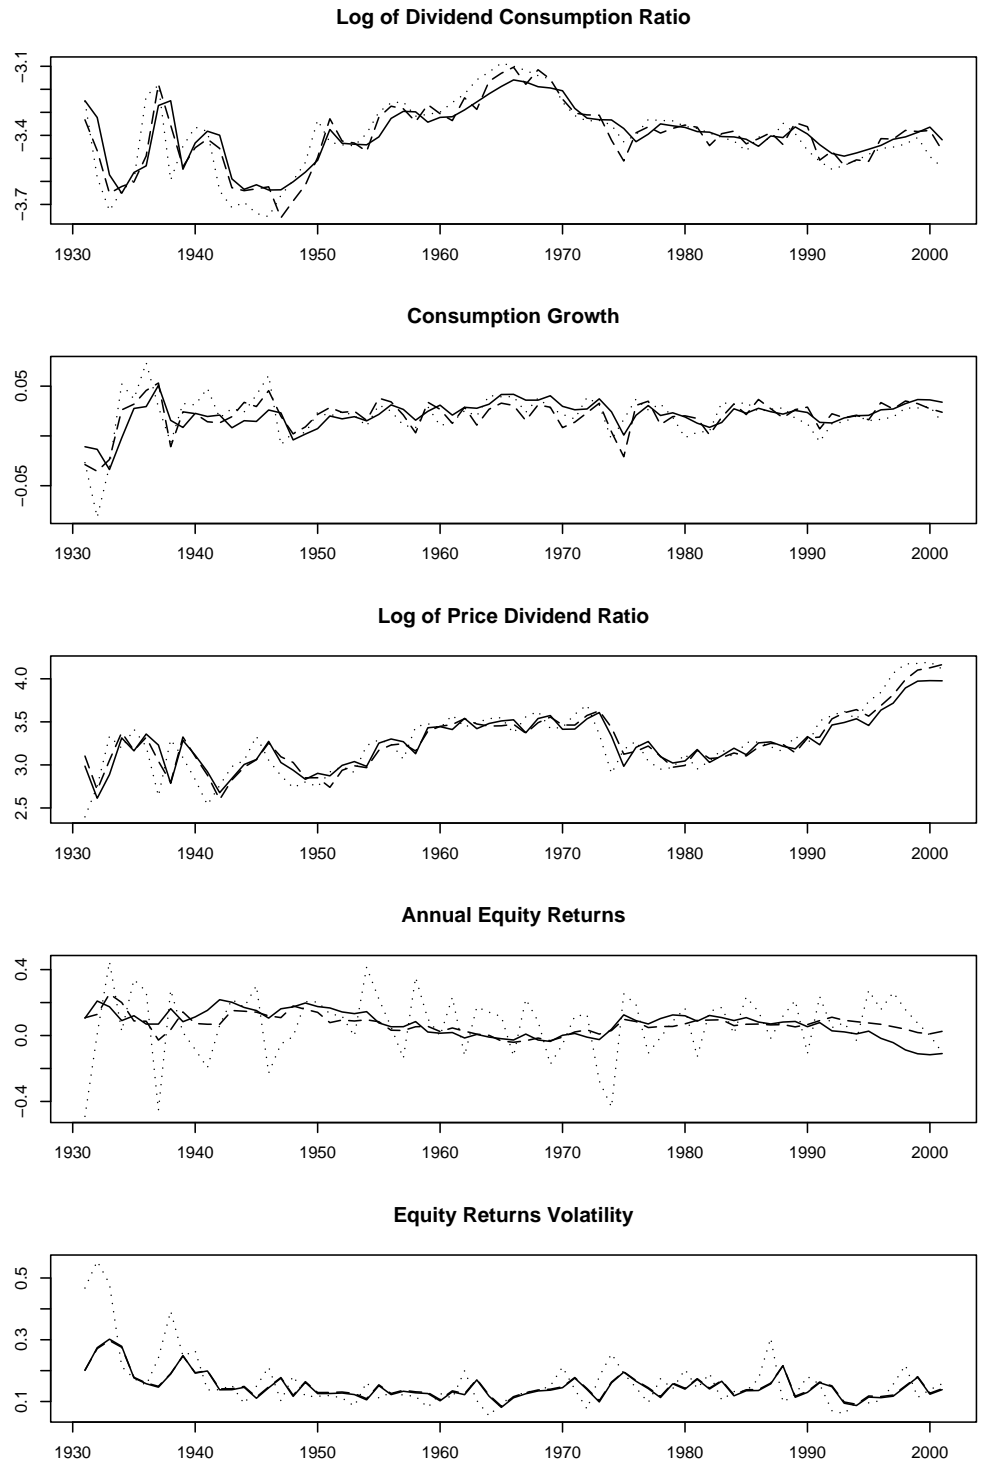 Log of Dividend Consumption Ratio
−3.1
−3.4
−3.7
1930 1940 1950 1960 1970 1980 1990 2000
Consumption Growth
0.05
−0.05
1930 1940 1950 1960 1970 1980 1990 2000
Log of Price Dividend Ratio
4.0
3.5
3.0
2.5
1930 1940 1950 1960 1970 1980 1990 2000
Annual Equity Returns
0.4
0.0
−0.4
1930 1940 1950 1960 1970 1980 1990 2000
Equity Returns Volatility
0.5
0.3
0.1
1930 1940 1950 1960 1970 1980 1990 2000